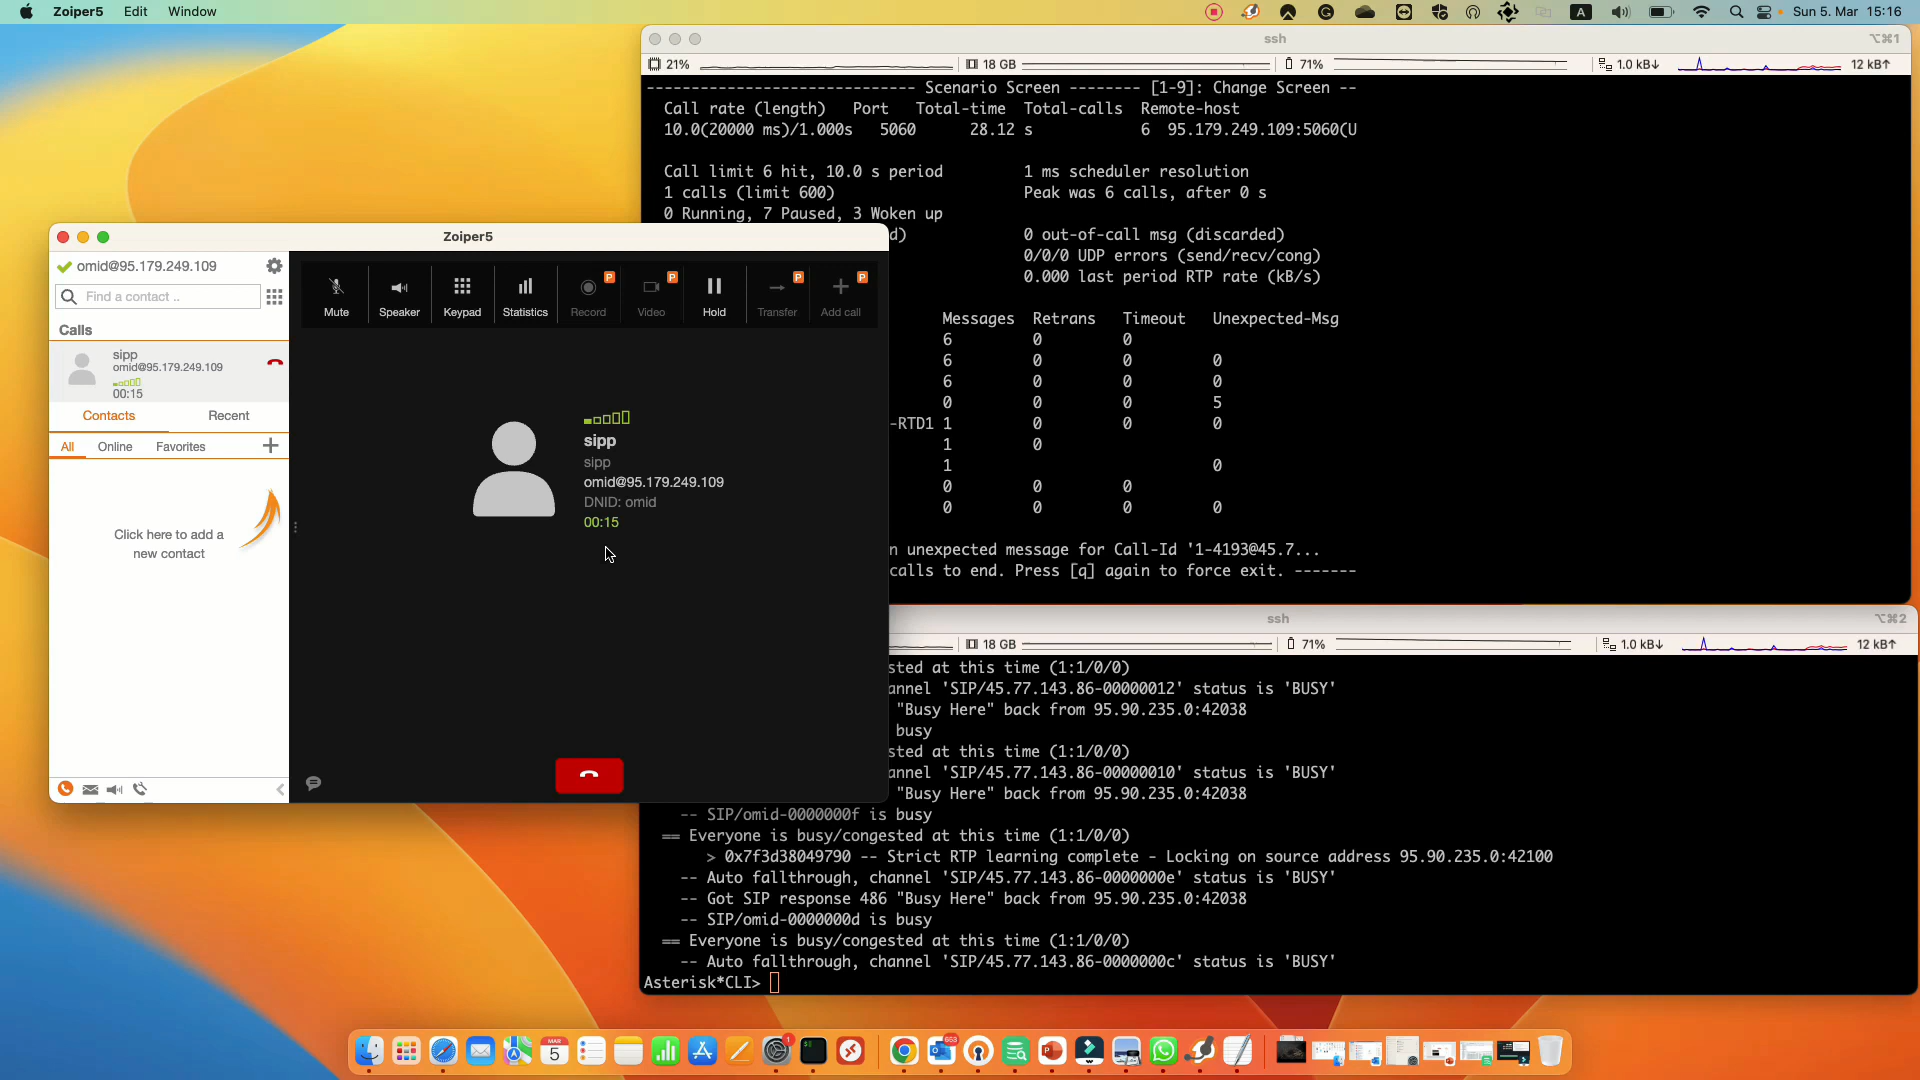 Zoiper5 Edit Window
A Sun 5. Mar 15:16
ssh ⌥⌘1
21% 18 GB 71% 1.0 kB↓ 12 kB↑
------------------------------ Scenario Screen -------- [1-9]: Change Screen --
Call rate (length) Port Total-time Total-calls Remote-host
10.0(20000 ms)/1.000s 5060 28.12 s 6 95.179.249.109:5060(U
Call limit 6 hit, 10.0 s period 1 ms scheduler resolution
1 calls (limit 600) Peak was 6 calls, after 0 s
0 Running, 7 Paused, 3 Woken up
d) 0 out-of-call msg (discarded)
0/0/0 UDP errors (send/recv/cong)
0.000 last period RTP rate (kB/s)
Messages Retrans Timeout Unexpected-Msg
6 0 0
6 0 0 0
6 0 0 0
0 0 0 5
-RTD1 1 0 0 0
1 0
1 0
0 0 0
0 0 0 0
n unexpected message for Call-Id '1-4193@45.7...
calls to end. Press [q] again to force exit. -------
Zoiper5
omid@95.179.249.109
Find a contact ..
Calls
sipp
omid@95.179.249.109
00:15
Contacts Recent
All Online Favorites
Click here to add a
new contact
Mute Speaker Keypad Statistics Record Video Hold Transfer Add call
P P P P
sipp
sipp
omid@95.179.249.109
DNID: omid
00:15
ssh ⌥⌘2
18 GB 71% 1.0 kB↓ 12 kB↑
sted at this time (1:1/0/0)
annel 'SIP/45.77.143.86-00000012' status is 'BUSY'
"Busy Here" back from 95.90.235.0:42038
busy
sted at this time (1:1/0/0)
annel 'SIP/45.77.143.86-00000010' status is 'BUSY'
"Busy Here" back from 95.90.235.0:42038
-- SIP/omid-0000000f is busy
== Everyone is busy/congested at this time (1:1/0/0)
> 0x7f3d38049790 -- Strict RTP learning complete - Locking on source address 95.90.235.0:42100
-- Auto fallthrough, channel 'SIP/45.77.143.86-0000000e' status is 'BUSY'
-- Got SIP response 486 "Busy Here" back from 95.90.235.0:42038
-- SIP/omid-0000000d is busy
== Everyone is busy/congested at this time (1:1/0/0)
-- Auto fallthrough, channel 'SIP/45.77.143.86-0000000c' status is 'BUSY'
Asterisk*CLI>
MAR
5
1
663